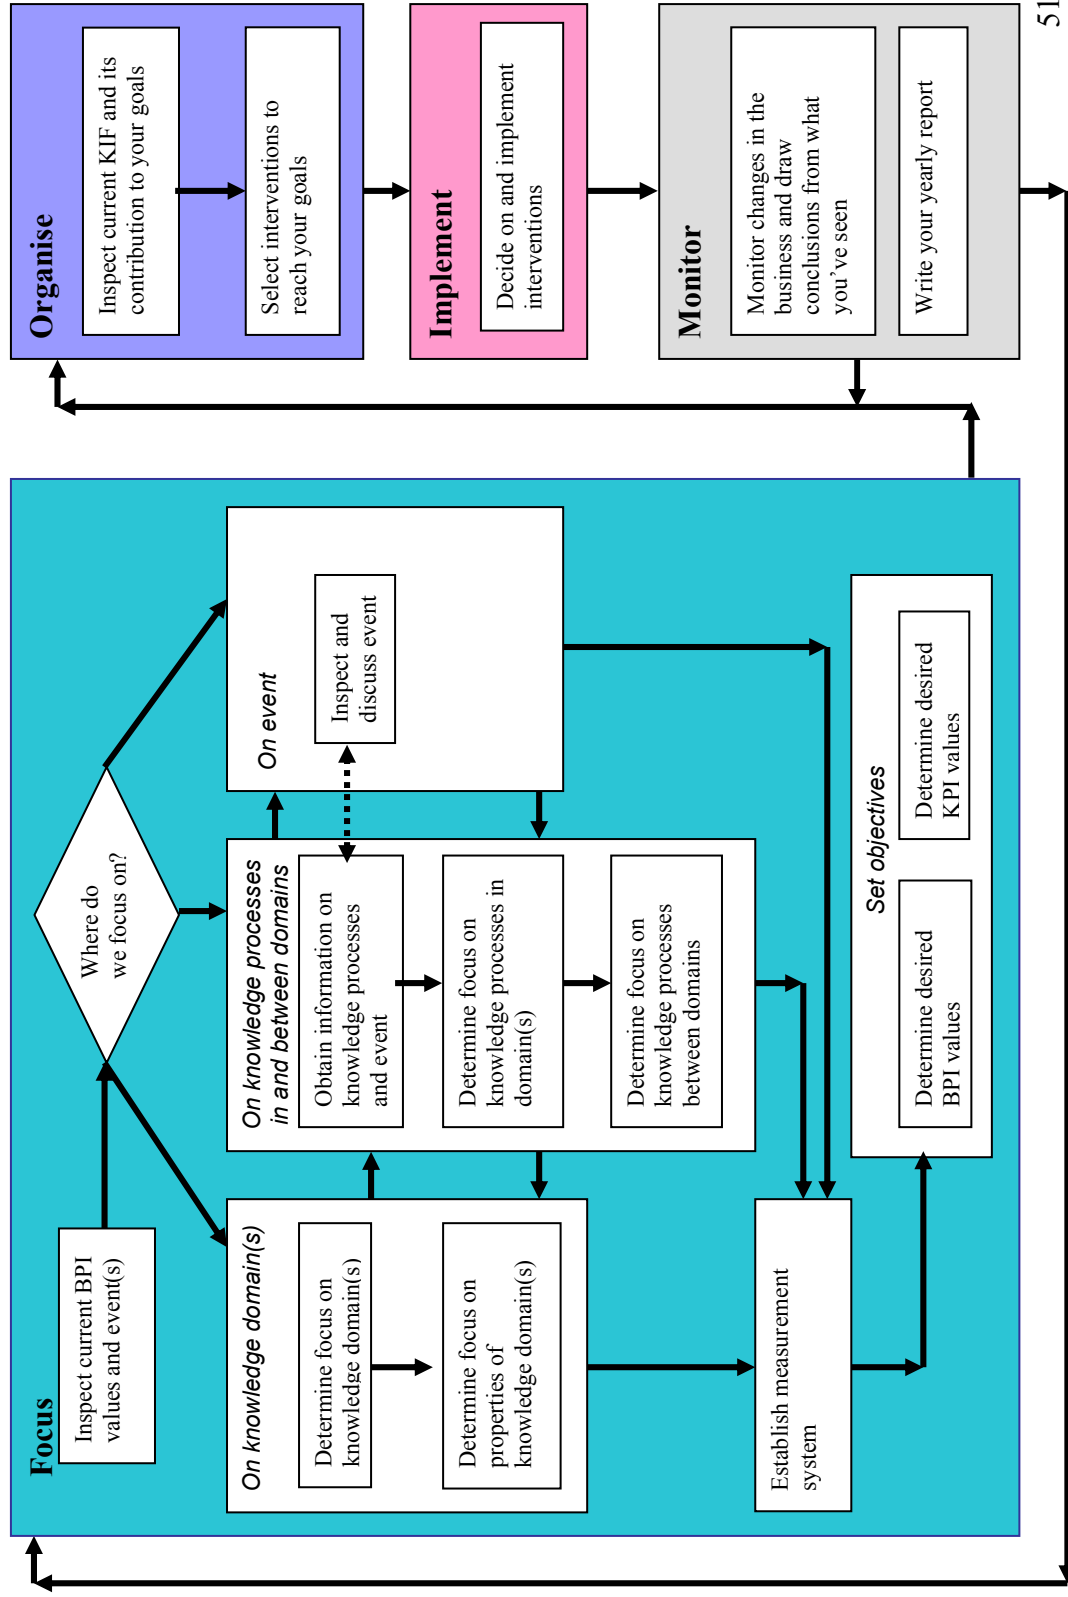 Focus
Inspect current BPI
values and event(s)
Where do
we focus on?
On knowledge domain(s)
Determine focus on
knowledge domain(s)
Determine focus on
properties of
knowledge domain(s)
On knowledge processes
in and between domains
Obtain information on
knowledge processes
and event
Determine focus on
knowledge processes in
domain(s)
Determine focus on
knowledge processes
between domains
On event
Inspect and
discuss event
Establish measurement
system
Set objectives
Determine desired
BPI values
Determine desired
KPI values
Organise
Inspect current KIF and its
contribution to your goals
Select interventions to
reach your goals
Implement
Decide on and implement
interventions
Monitor
Monitor changes in the
business and draw
conclusions from what
you've seen
Write your yearly report
51